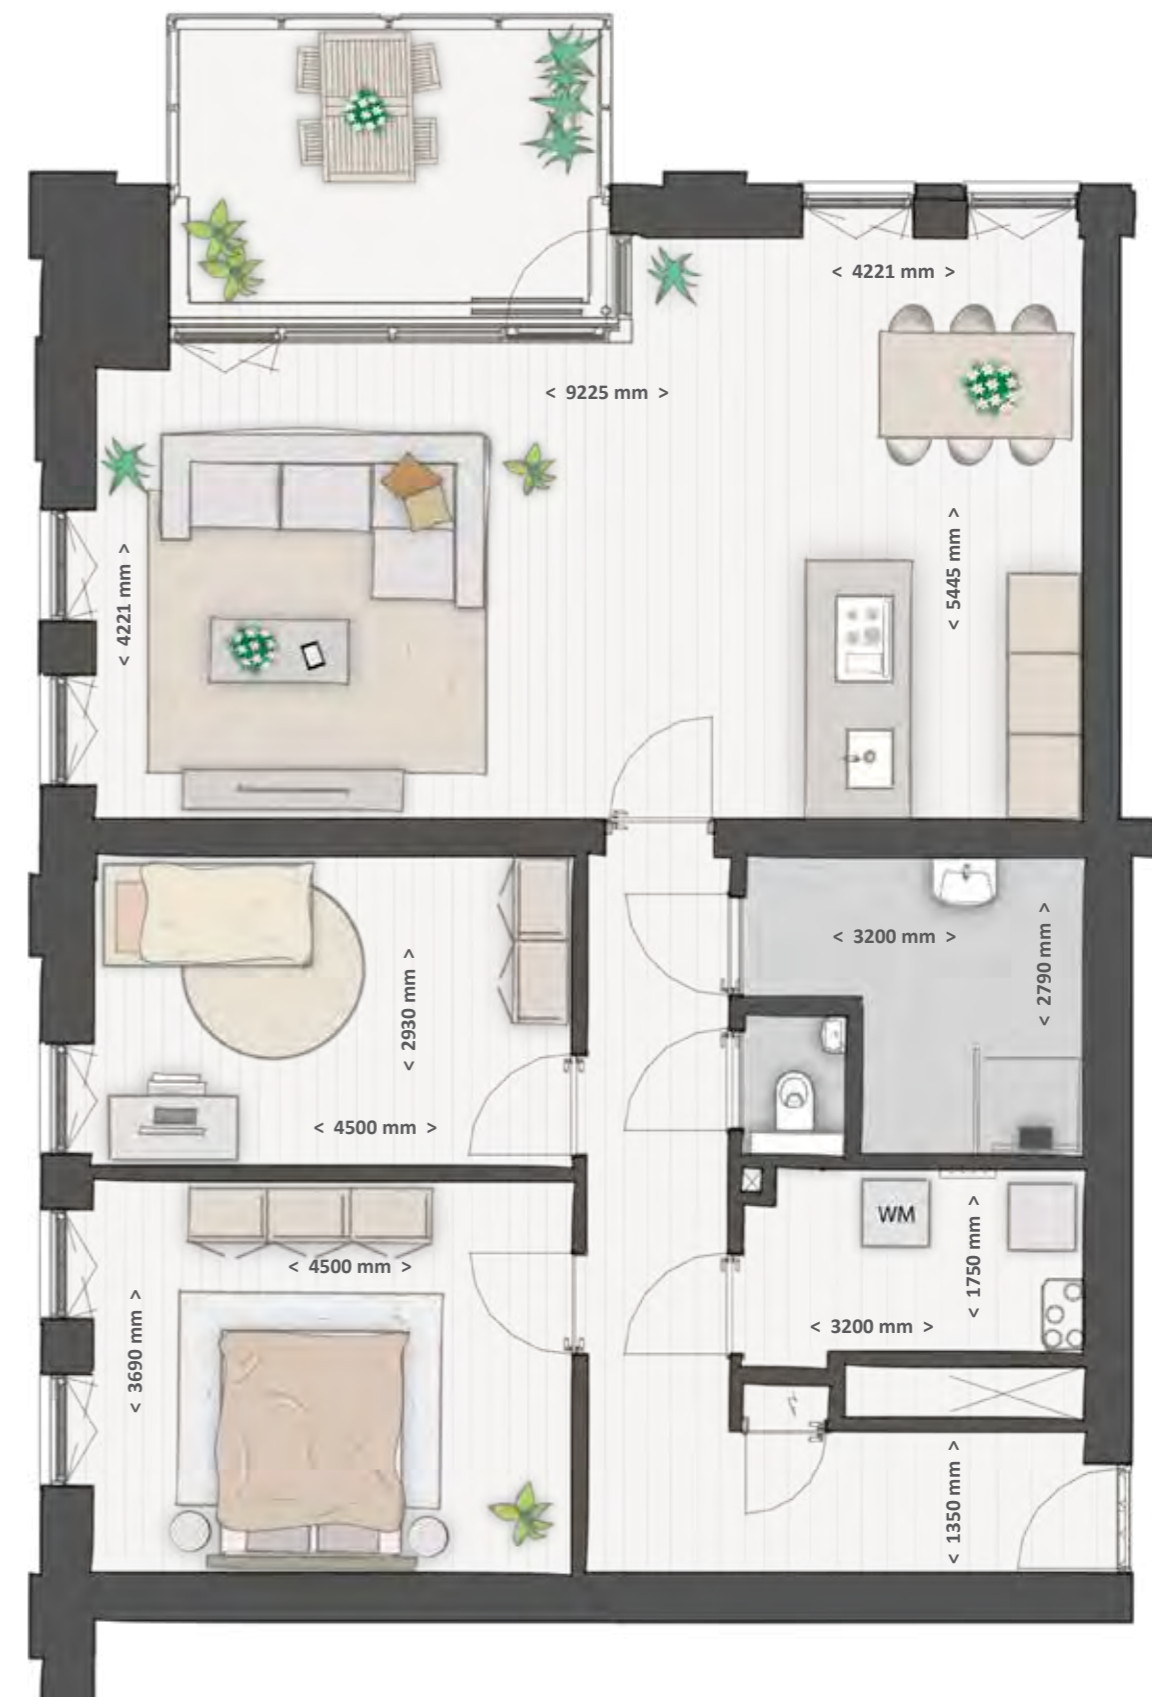 < 4221 mm >
< 9225 mm >
< 4221 mm >
< 5445 mm >
< 3200 mm >
< 2790 mm >
< 2930 mm >
< 4500 mm >
WM
< 1750 mm >
< 4500 mm >
< 3690 mm >
< 3200 mm >
< 1350 mm >